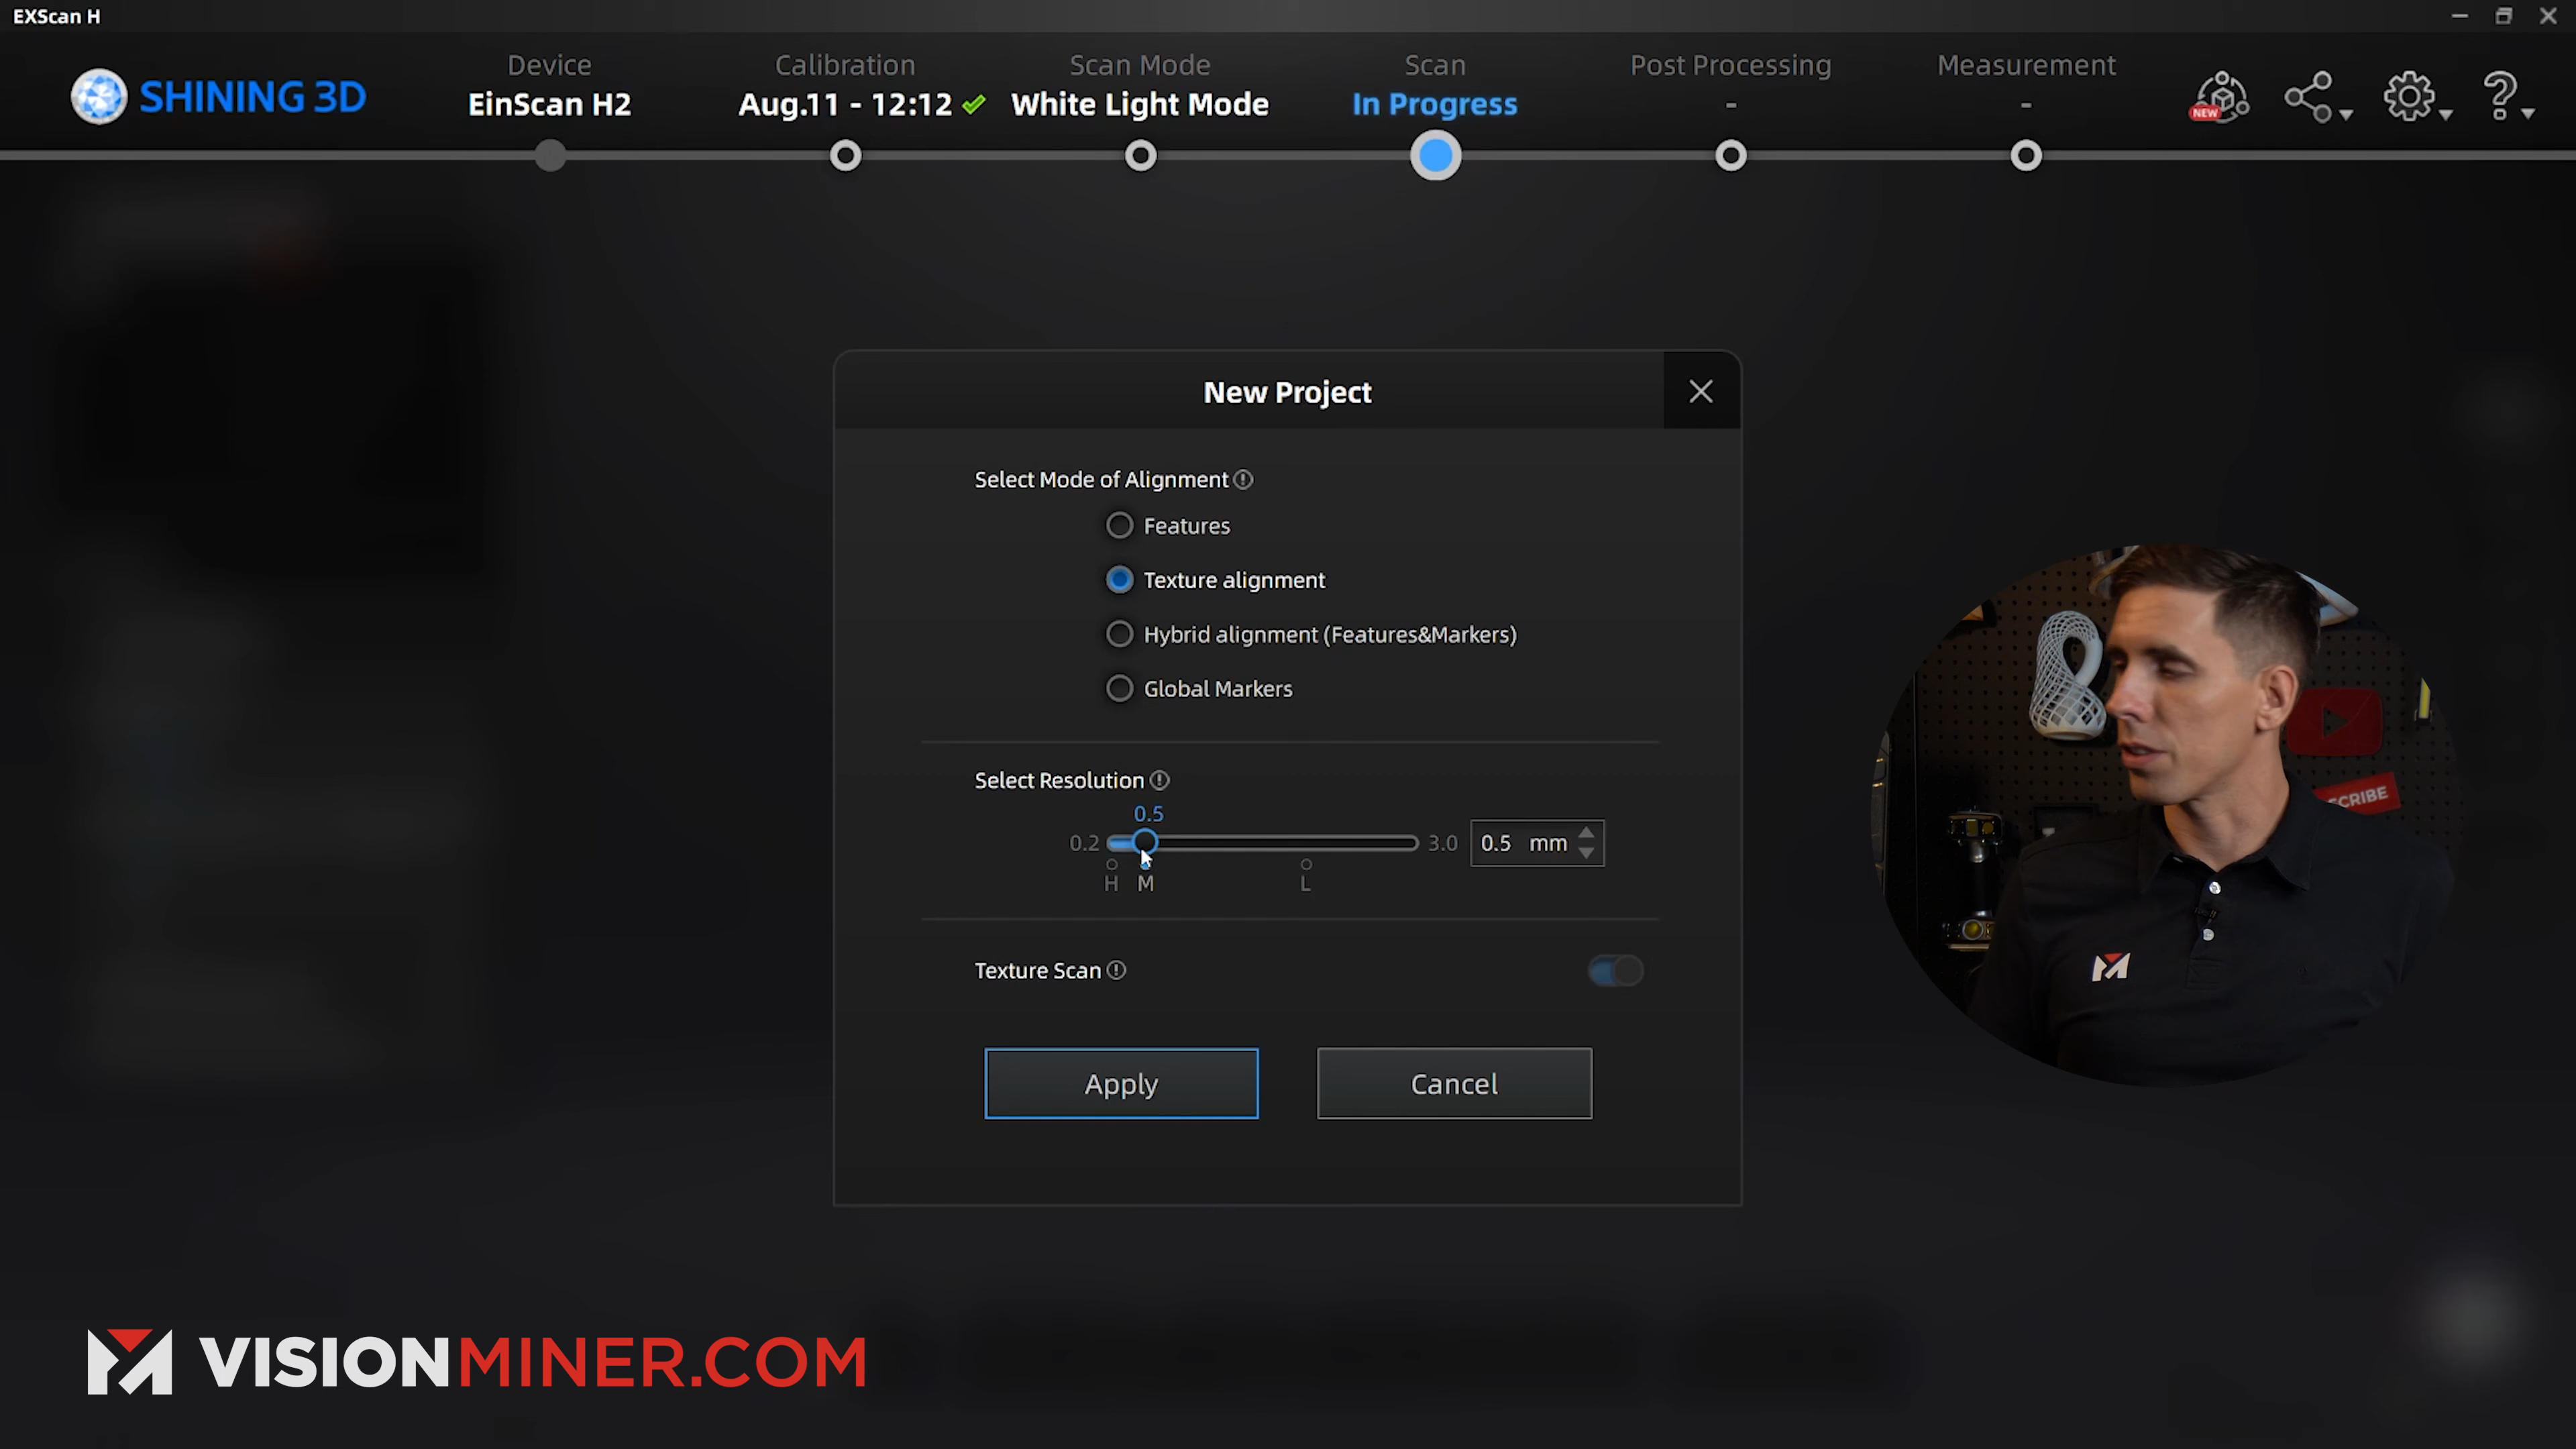 EXScan H
SHINING 3D
Device
EinScan H2
Calibration
Aug.11 - 12:12
Scan Mode
White Light Mode
Scan
In Progress
Post Processing
-
Measurement
-
NEW
New Project
Select Mode of Alignment
Features
Texture alignment
Hybrid alignment (Features&Markers)
Global Markers
Select Resolution
0.5
0.2
3.0
0.5 mm
H M L
Texture Scan
Apply
Cancel
VISIONMINER.COM